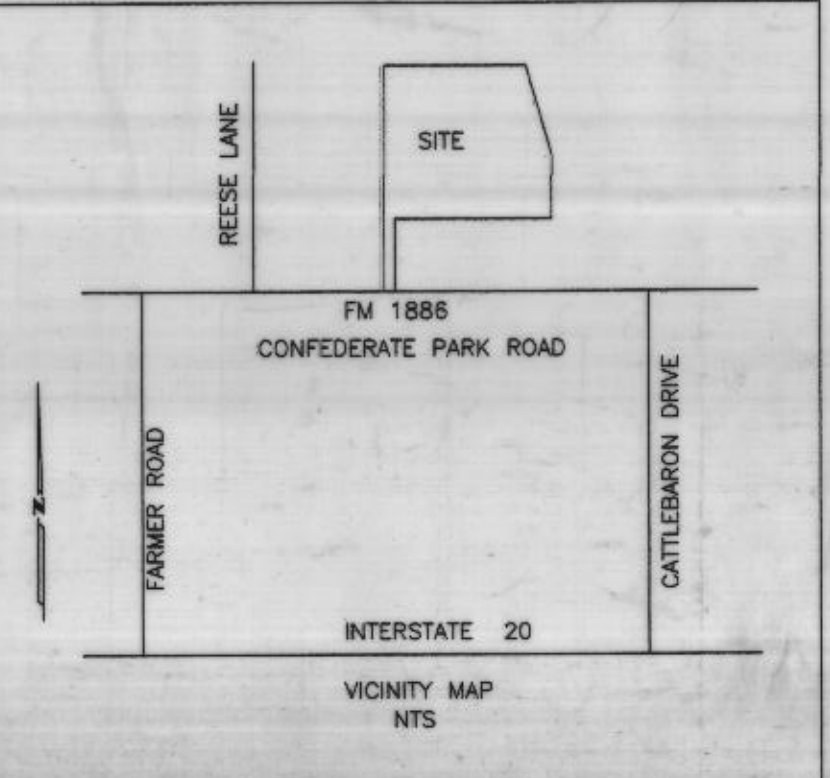 REESE LANE
SITE
FM 1886
CONFEDERATE PARK ROAD
FARMER ROAD
CATTLEBARON DRIVE
N
INTERSTATE 20
VICINITY MAP
NTS